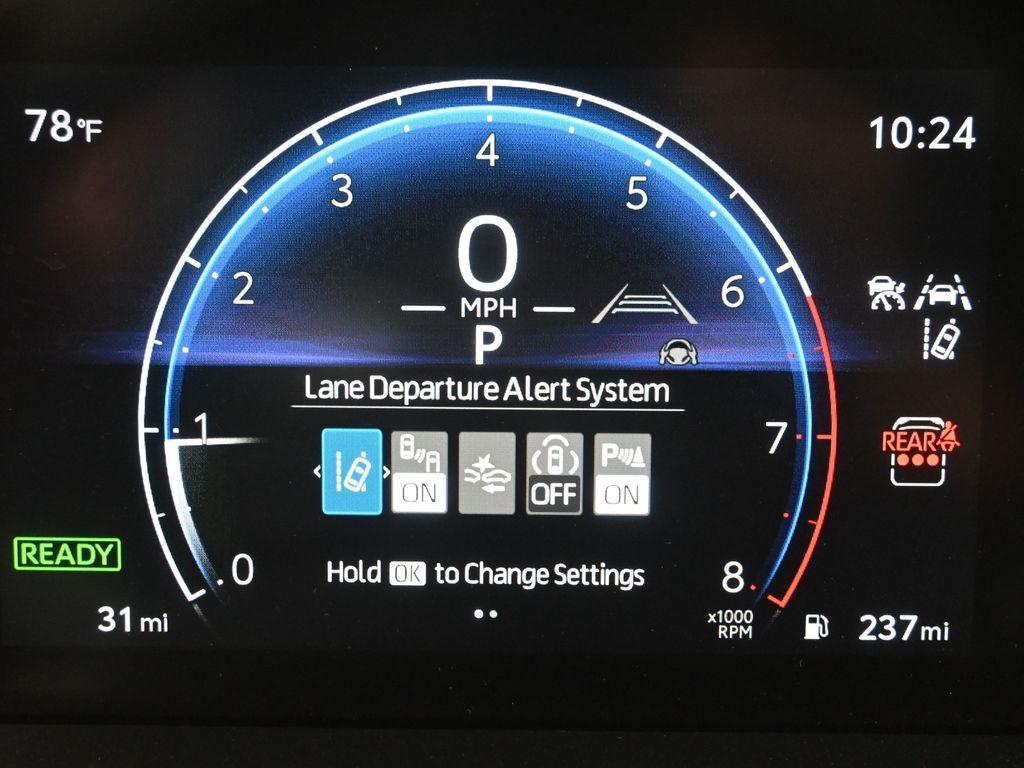 78°F
10:24
4
3
5
0
2
6
MPH
P
Lane Departure Alert System
1
7
REAR
A
P
ON
OFF
ON
READY
0
Hold OK to Change Settings
8
x1000
RPM
31 mi
237 mi